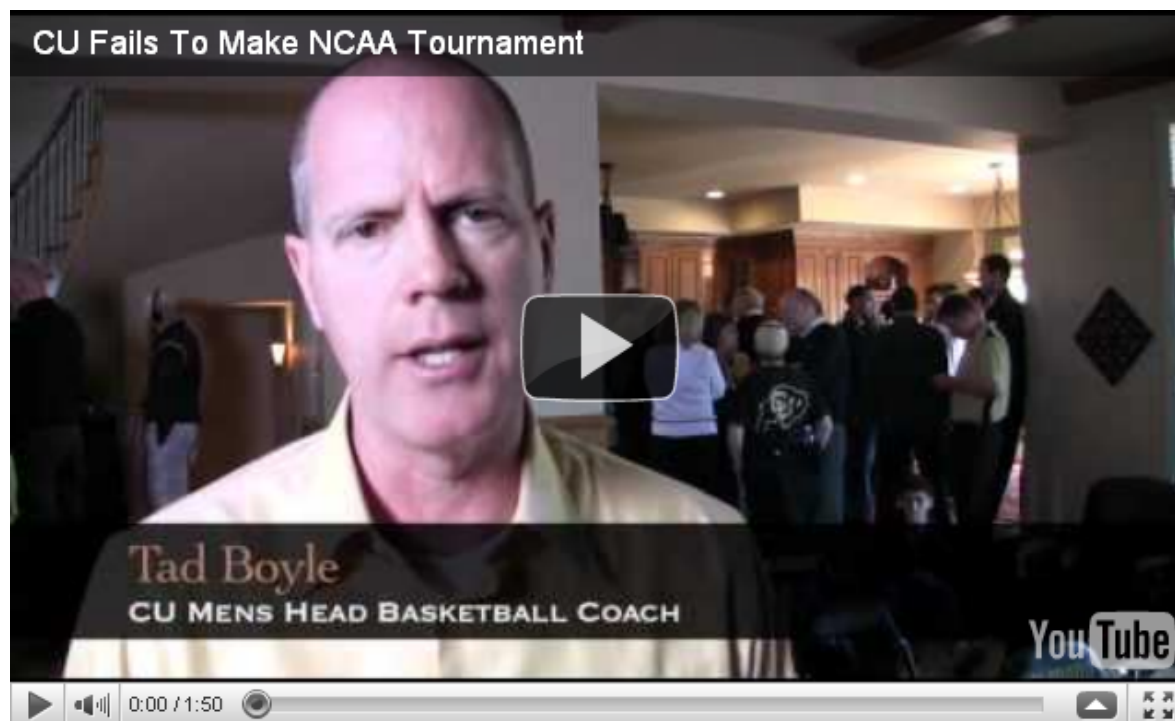 CU Fails To Make NCAA Tournament
Tad Boyle
CU MENS HEAD BASKETBALL COACH
YouTube
0:00 / 1:50